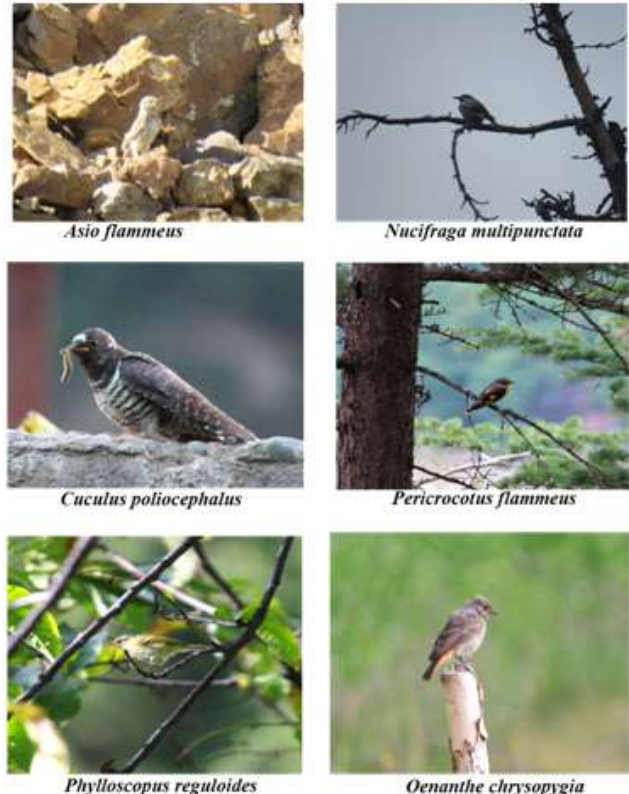 Asio flammeus
Nucifraga multipunctata
Cuculus poliocephalus
Pericrocotus flammeus
Phylloscopus reguloides
Oenanthe chrysopygia